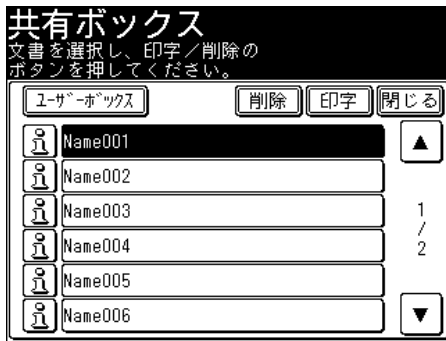 共有ボックス
文書を選択し、印字／削除の
ボタンを押してください。
ﾕｰｻﾞｰﾎﾞｯｸｽ 削除 印字 閉じる
Name001
Name002
Name003
Name004
Name005
Name006
1
/
2